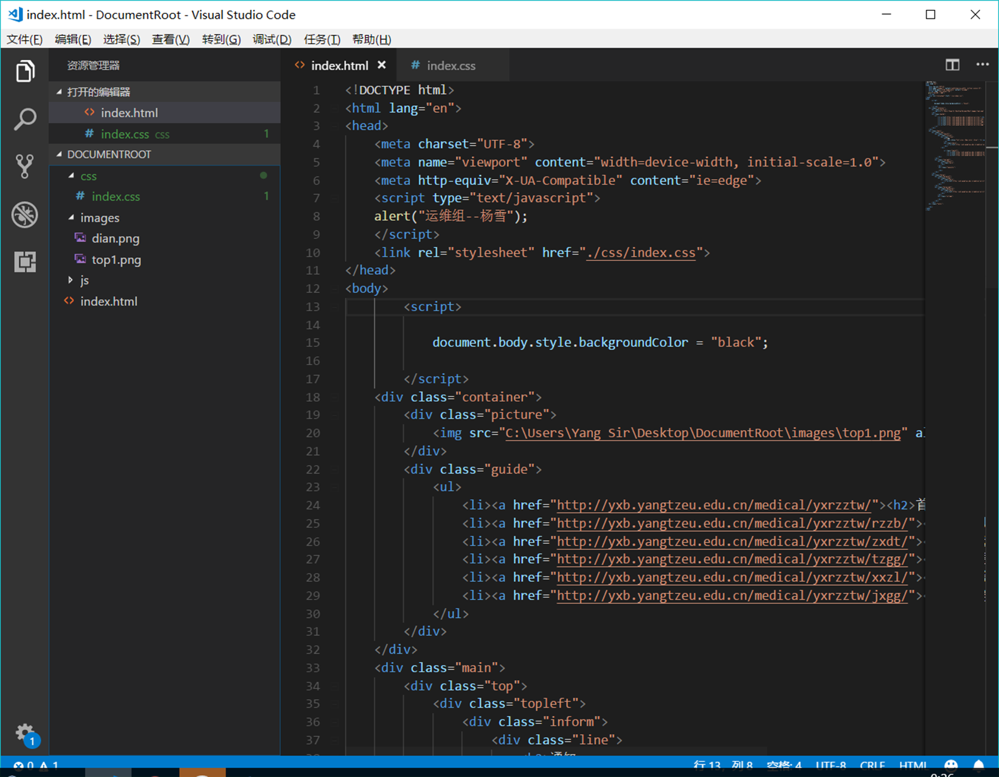 index.html - DocumentRoot - Visual Studio Code
文件(F) 编辑(E) 选择(S) 查看(V) 转到(G) 调试(D) 任务(T) 帮助(H)
资源管理器
打开的编辑器
index.html
# index.css css 1
DOCUMENTROOT
css
# index.css 1
images
dian.png
top1.png
js
index.html
1
index.html × # index.css
1 <!DOCTYPE html>
2 <html lang="en">
3 <head>
4 <meta charset="UTF-8">
5 <meta name="viewport" content="width=device-width, initial-scale=1.0">
6 <meta http-equiv="X-UA-Compatible" content="ie=edge">
7 <script type="text/javascript">
8 alert("运维组--杨雪");
9 </script>
10 <link rel="stylesheet" href="./css/index.css">
11 </head>
12 <body>
13 <script>
14
15 document.body.style.backgroundColor = "black";
16
17 </script>
18 <div class="container">
19 <div class="picture">
20 <img src="C:\Users\Yang Sir\Desktop\DocumentRoot\images\top1.png"
21 </div>
22 <div class="guide">
23 <ul>
24 <li><a href="http://yxb.yangtzeu.edu.cn/medical/yxrzztw/"><h2>首
25 <li><a href="http://yxb.yangtzeu.edu.cn/medical/yxrzztw/rzzb/">
26 <li><a href="http://yxb.yangtzeu.edu.cn/medical/yxrzztw/zxdt/">
27 <li><a href="http://yxb.yangtzeu.edu.cn/medical/yxrzztw/tzgg/">
28 <li><a href="http://yxb.yangtzeu.edu.cn/medical/yxrzztw/xxzl/">
29 <li><a href="http://yxb.yangtzeu.edu.cn/medical/yxrzztw/jxgg/">
30 </ul>
31 </div>
32 </div>
33 <div class="main">
34 <div class="top">
35 <div class="topleft">
36 <div class="inform">
37 <div class="line">
0 1 行 13, 列 8 空格: 4 UTF-8 CRLF HTML